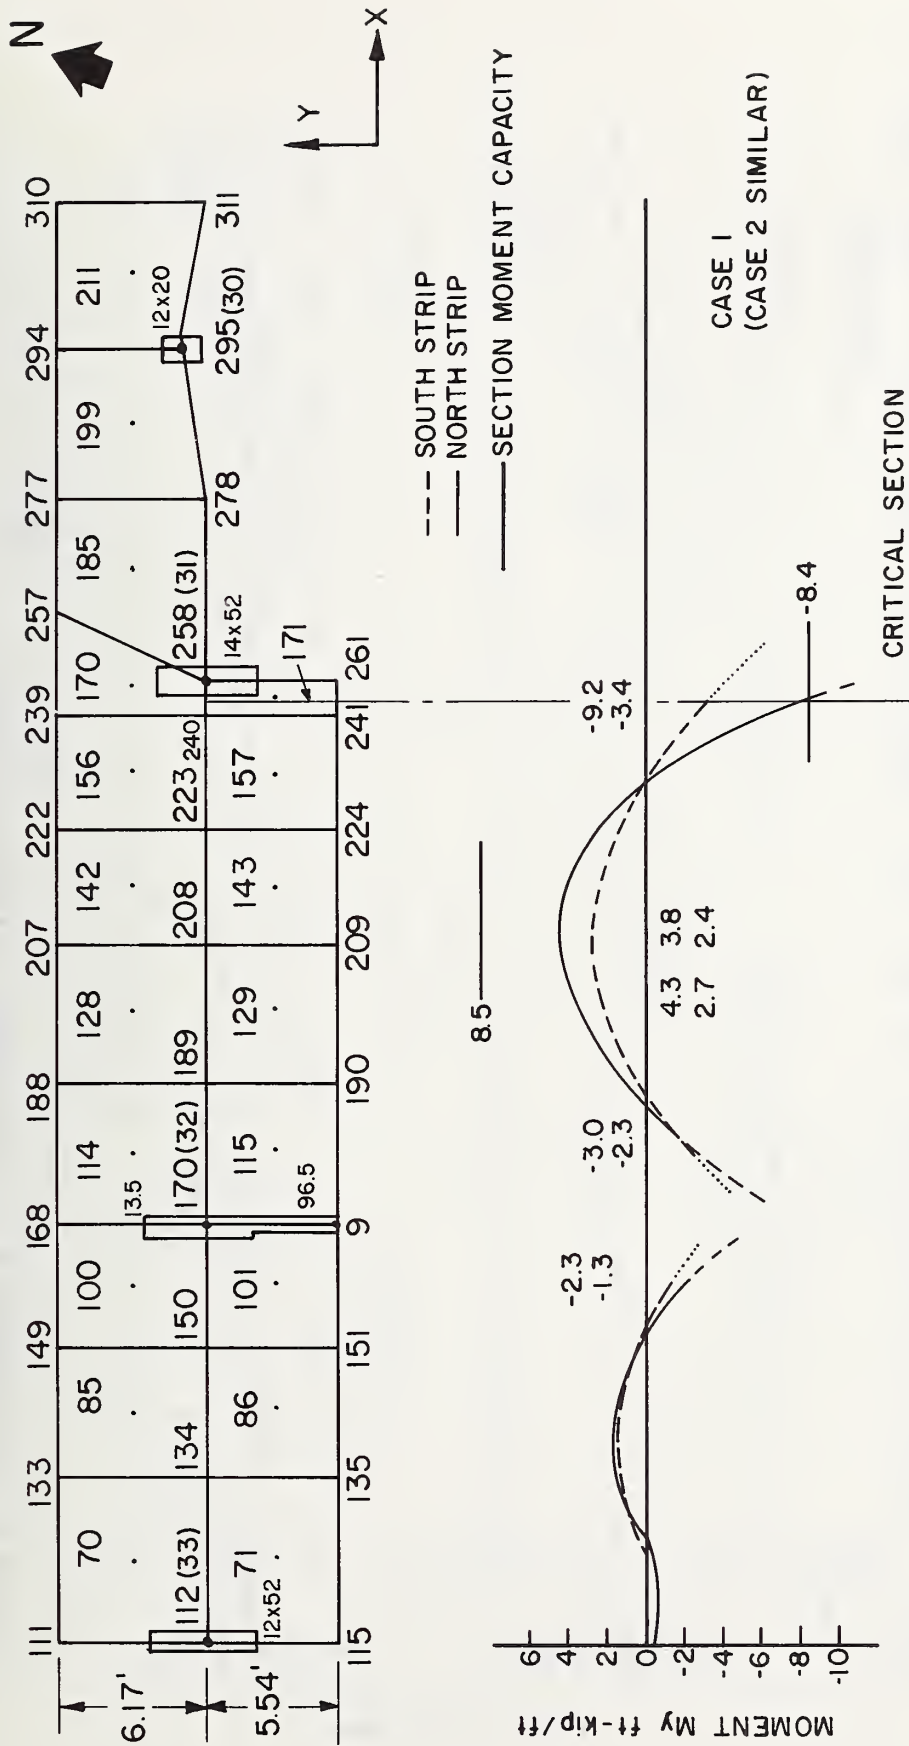 N
X
Y
111 133 149 168 188 207 222 239 257 277 294 310
6.17'
5.54'
70 85 100 114 128 142 156 170 185 199 211
13.5
12x20
112 (33) 134 150 170 (32) 189 208 223 240 258 (31) 278 295 (30) 311
14x52
71 86 101 115 129 143 157 171
12x52
96.5
115 135 151 9 190 209 224 241 261
--- SOUTH STRIP
— NORTH STRIP
— SECTION MOMENT CAPACITY
CASE 1
(CASE 2 SIMILAR)
MOMENT My ft-kip/ft
6
4
2
0
-2
-4
-6
-8
-10
-2.3
-1.3
-3.0
-2.3
8.5
4.3 3.8
2.7 2.4
-9.2
-3.4
-8.4
CRITICAL SECTION